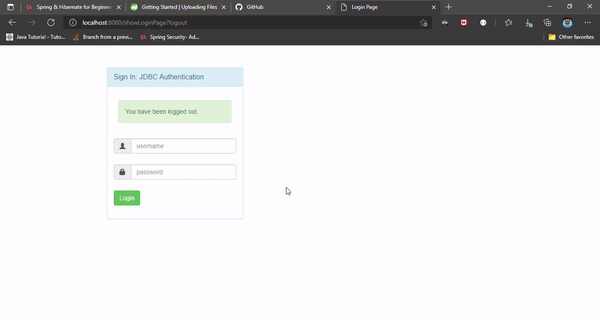 Spring & Hibernate for Beginner
Getting Started | Uploading Files
GitHub
Login Page
localhost:8080/showLoginPage?logout
Java Tutorial - Tuto...
Branch from a previ...
Spring Security- Ad...
Other favorites
Sign In: JDBC Authentication
You have been logged out
username
password
Login